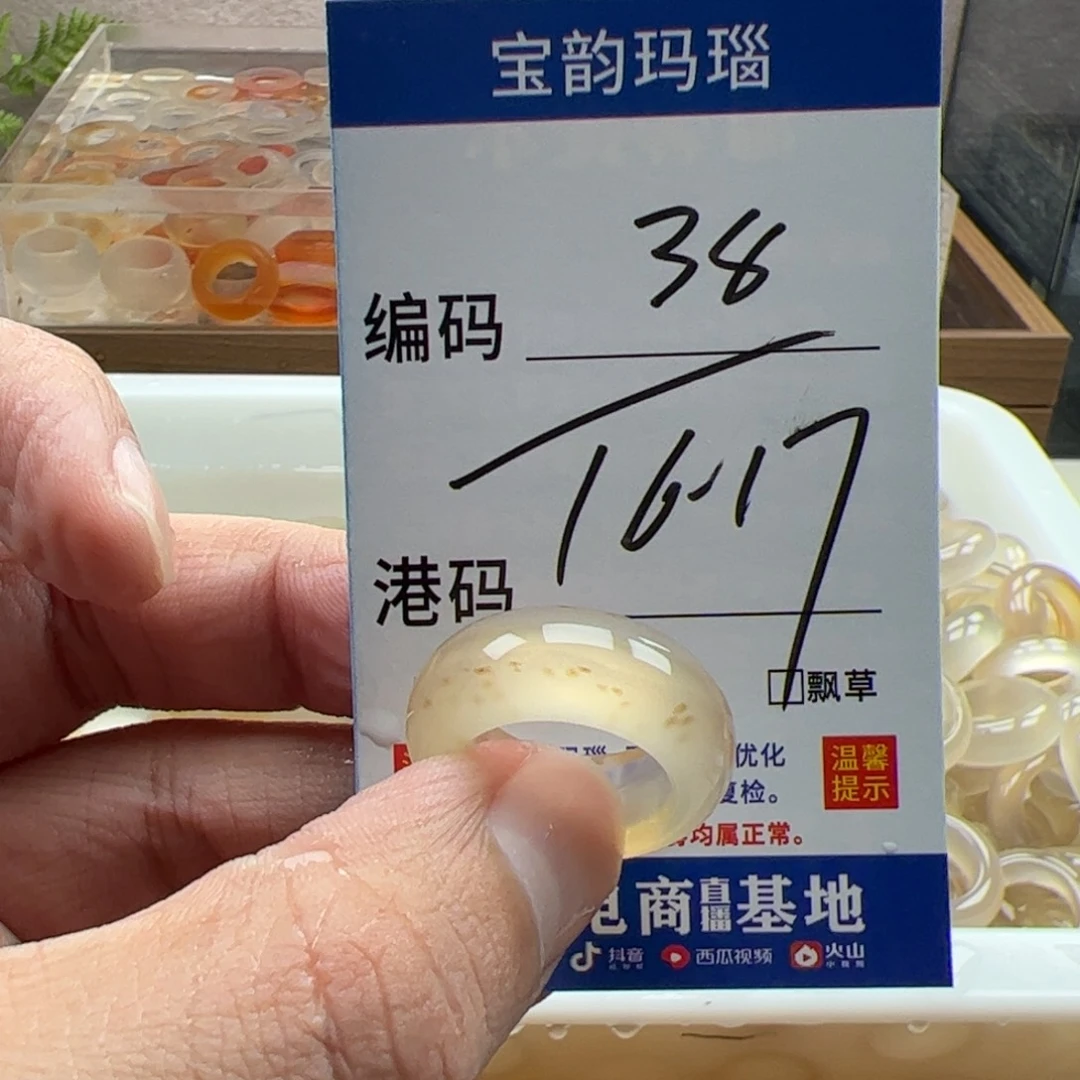 宝韵玛瑙
编码 38
16-17
港码
飘草
优化
复检。
温馨
提示
均属正常。
电商直播基地
抖音 西瓜视频 火山